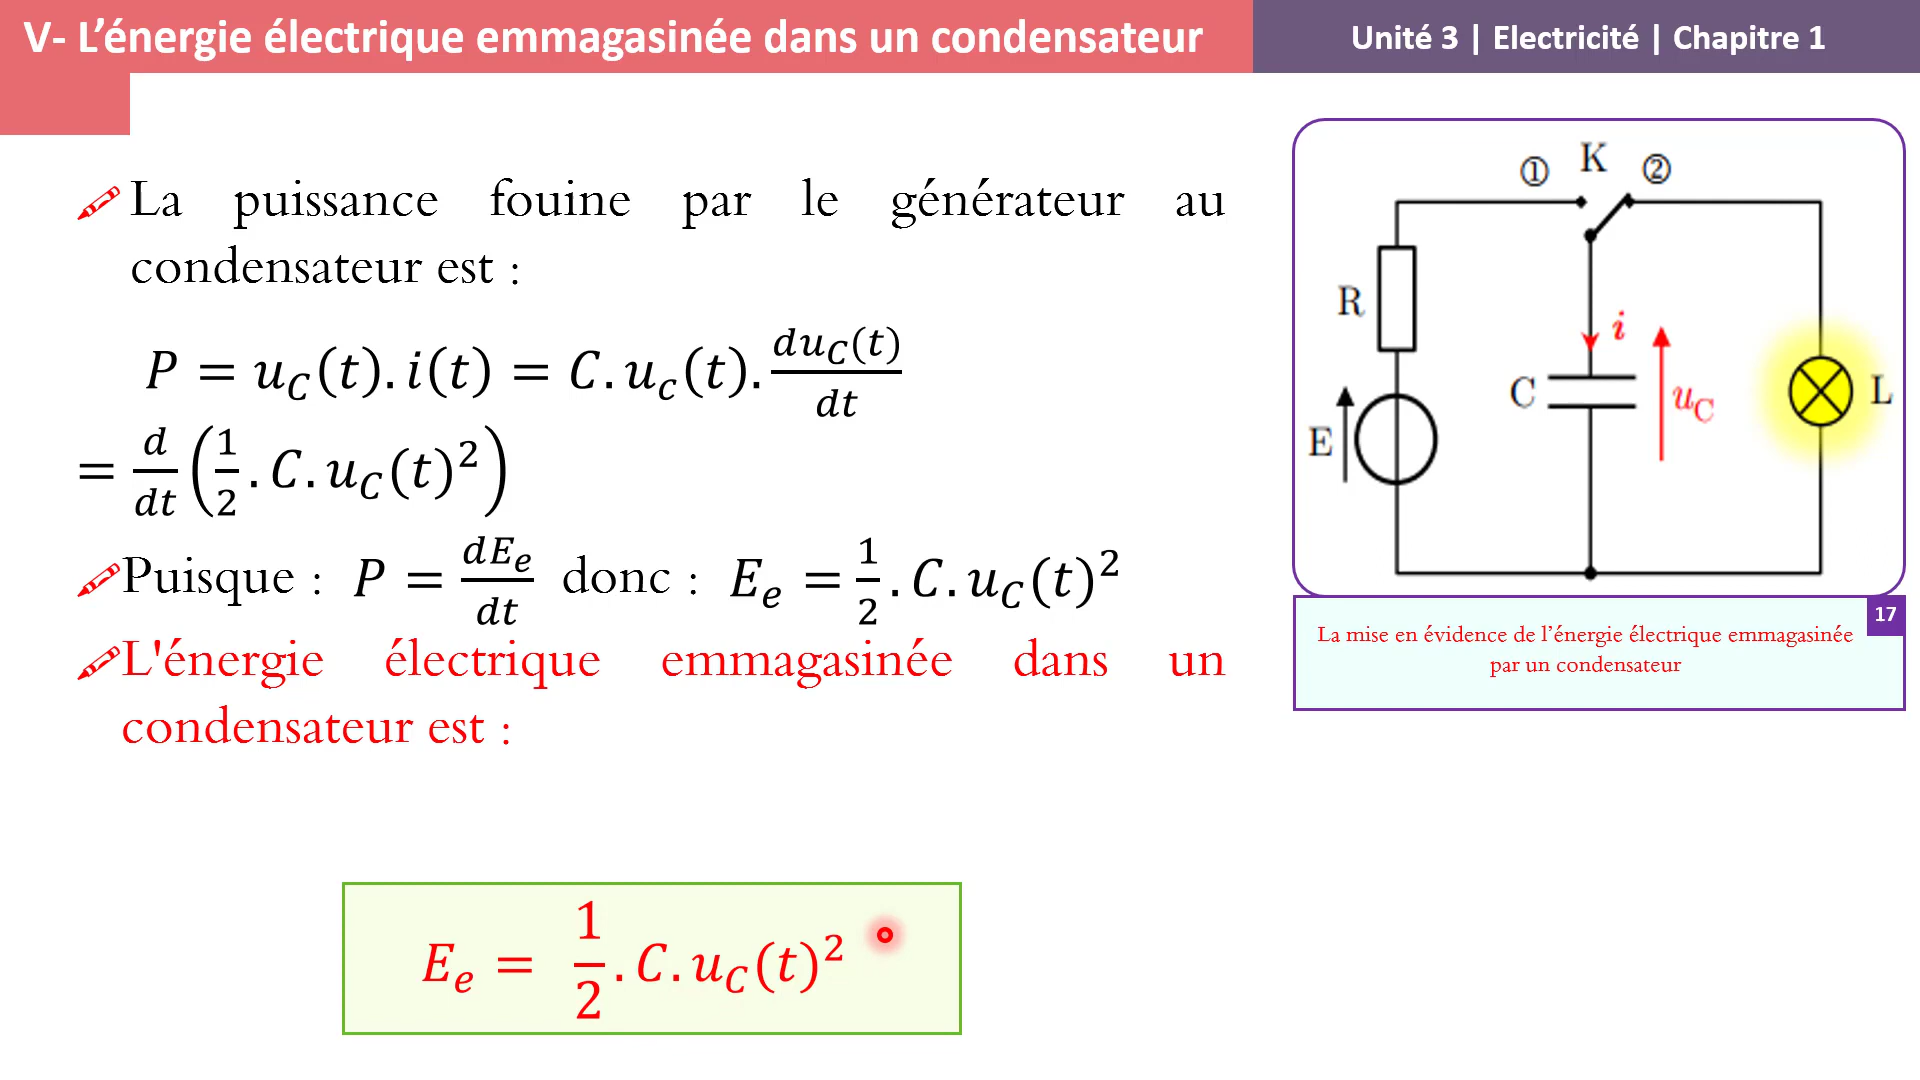 V- L’énergie électrique emmagasinée dans un condensateur
Unité 3 | Electricité | Chapitre 1
La puissance fouine par le générateur au
condensateur est :
P = u_C(t). i(t) = C. u_c(t). du_C(t)/dt
= d/dt (1/2 . C. u_C(t)²)
Puisque : P = dE_e/dt donc : E_e = 1/2 . C. u_C(t)²
L'énergie électrique emmagasinée dans un
condensateur est :
E_e = 1/2 . C. u_C(t)²
① K ②
R
i
C
u_C
L
E
17
La mise en évidence de l’énergie électrique emmagasinée
par un condensateur